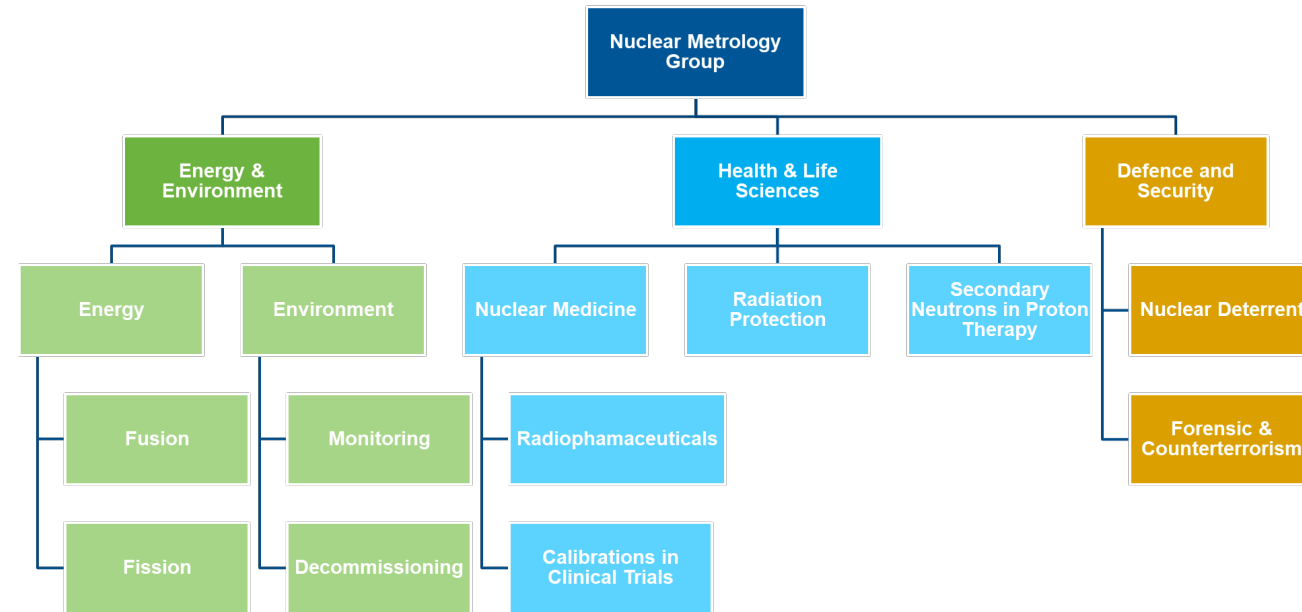 Nuclear Metrology
Group
Energy &
Environment
Health & Life
Sciences
Defence and
Security
Energy
Environment
Nuclear Medicine
Radiation
Protection
Secondary
Neutrons in Proton
Therapy
Nuclear Deterrent
Fusion
Monitoring
Radiophamaceuticals
Forensic &
Counterterrorism
Fission
Decommissioning
Calibrations in
Clinical Trials